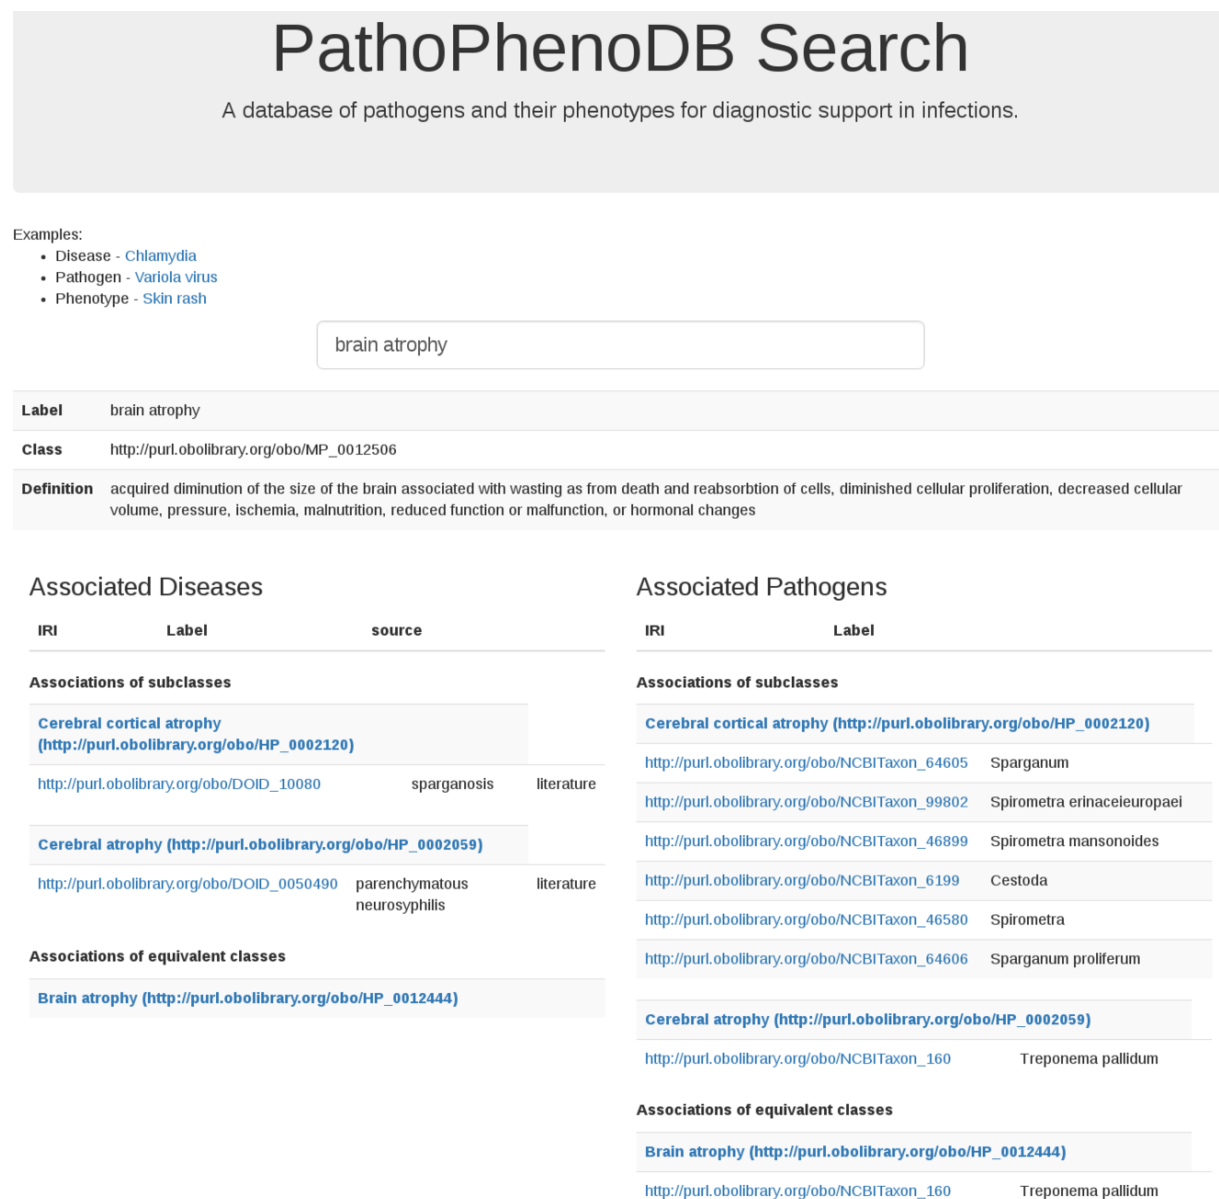 PathoPhenoDB Search
A database of pathogens and their phenotypes for diagnostic support in infections.
Examples:
• Disease - Chlamydia
• Pathogen - Variola virus
• Phenotype - Skin rash
brain atrophy
Label brain atrophy
Class http://purl.obolibrary.org/obo/MP_0012506
Definition acquired diminution of the size of the brain associated with wasting as from death and reabsorbtion of cells, diminished cellular proliferation, decreased cellular
volume, pressure, ischemia, malnutrition, reduced function or malfunction, or hormonal changes
Associated Diseases
IRI Label source
Associations of subclasses
Cerebral cortical atrophy
(http://purl.obolibrary.org/obo/HP_0002120)
http://purl.obolibrary.org/obo/DOID_10080 sparganosis literature
Cerebral atrophy (http://purl.obolibrary.org/obo/HP_0002059)
http://purl.obolibrary.org/obo/DOID_0050490 parenchymatous literature
neurosyphilis
Associations of equivalent classes
Brain atrophy (http://purl.obolibrary.org/obo/HP_0012444)
Associated Pathogens
IRI Label
Associations of subclasses
Cerebral cortical atrophy (http://purl.obolibrary.org/obo/HP_0002120)
http://purl.obolibrary.org/obo/NCBITaxon_64605 Sparganum
http://purl.obolibrary.org/obo/NCBITaxon_99802 Spirometra erinaceieuropaei
http://purl.obolibrary.org/obo/NCBITaxon_46899 Spirometra mansonoides
http://purl.obolibrary.org/obo/NCBITaxon_6199 Cestoda
http://purl.obolibrary.org/obo/NCBITaxon_46580 Spirometra
http://purl.obolibrary.org/obo/NCBITaxon_64606 Sparganum proliferum
Cerebral atrophy (http://purl.obolibrary.org/obo/HP_0002059)
http://purl.obolibrary.org/obo/NCBITaxon_160 Treponema pallidum
Associations of equivalent classes
Brain atrophy (http://purl.obolibrary.org/obo/HP_0012444)
http://purl.obolibrary.org/obo/NCBITaxon_160 Treponema pallidum